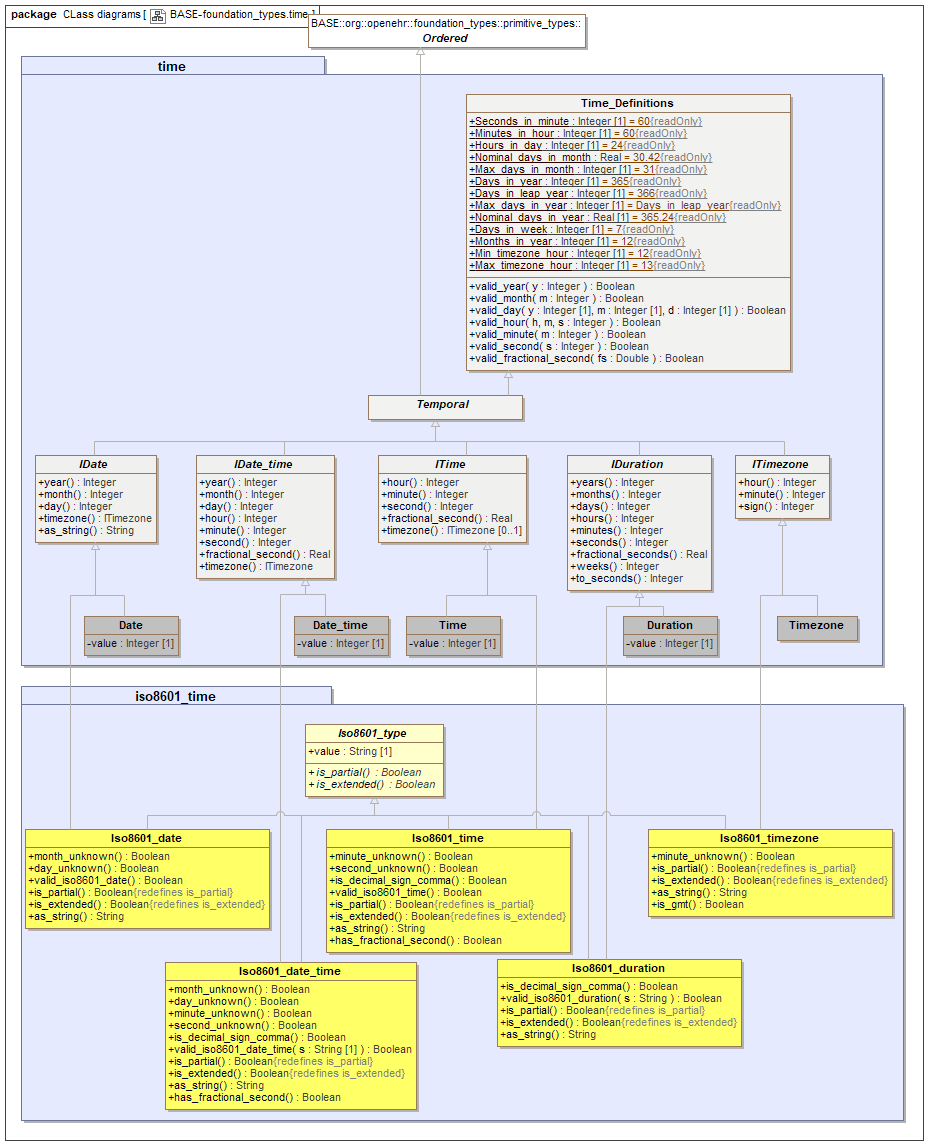 package CLass diagrams [ BASE-foundation_types.time ]
BASE::org::openehr::foundation_types::primitive_types::
Ordered
time
Time_Definitions
+Seconds_in_minute : Integer [1] = 60{readOnly}
+Minutes_in_hour : Integer [1] = 60{readOnly}
+Hours_in_day : Integer [1] = 24{readOnly}
+Nominal_days_in_month : Real = 30.42{readOnly}
+Max_days_in_month : Integer [1] = 31{readOnly}
+Days_in_year : Integer [1] = 365{readOnly}
+Days_in_leap_year : Integer [1] = 366{readOnly}
+Max_days_in_year : Integer [1] = Days_in_leap_year{readOnly}
+Nominal_days_in_year : Real [1] = 365.24{readOnly}
+Days_in_week : Integer [1] = 7{readOnly}
+Months_in_year : Integer [1] = 12{readOnly}
+Min_timezone_hour : Integer [1] = 12{readOnly}
+Max_timezone_hour : Integer [1] = 13{readOnly}
+valid_year( y : Integer ) : Boolean
+valid_month( m : Integer ) : Boolean
+valid_day( y : Integer [1], m : Integer [1], d : Integer [1] ) : Boolean
+valid_hour( h, m, s : Integer ) : Boolean
+valid_minute( m : Integer ) : Boolean
+valid_second( s : Integer ) : Boolean
+valid_fractional_second( fs : Double ) : Boolean
Temporal
IDate
+year() : Integer
+month() : Integer
+day() : Integer
+timezone() : ITimezone
+as_string() : String
IDate_time
+year() : Integer
+month() : Integer
+day() : Integer
+hour() : Integer
+minute() : Integer
+second() : Integer
+fractional_second() : Real
+timezone() : ITimezone
ITime
+hour() : Integer
+minute() : Integer
+second() : Integer
+fractional_second() : Real
+timezone() : ITimezone [0..1]
IDuration
+years() : Integer
+months() : Integer
+days() : Integer
+hours() : Integer
+minutes() : Integer
+seconds() : Integer
+fractional_seconds() : Real
+weeks() : Integer
+to_seconds() : Integer
ITimezone
+hour() : Integer
+minute() : Integer
+sign() : Integer
Date
-value : Integer [1]
Date_time
-value : Integer [1]
Time
-value : Integer [1]
Duration
-value : Integer [1]
Timezone
iso8601_time
Iso8601_type
+value : String [1]
+is_partial() : Boolean
+is_extended() : Boolean
Iso8601_date
+month_unknown() : Boolean
+day_unknown() : Boolean
+valid_iso8601_date() : Boolean
+is_partial() : Boolean{redefines is_partial}
+is_extended() : Boolean{redefines is_extended}
+as_string() : String
Iso8601_time
+minute_unknown() : Boolean
+second_unknown() : Boolean
+is_decimal_sign_comma() : Boolean
+valid_iso8601_time() : Boolean
+is_partial() : Boolean{redefines is_partial}
+is_extended() : Boolean{redefines is_extended}
+as_string() : String
+has_fractional_second() : Boolean
Iso8601_timezone
+minute_unknown() : Boolean
+is_partial() : Boolean{redefines is_partial}
+is_extended() : Boolean{redefines is_extended}
+as_string() : String
+is_gmt() : Boolean
Iso8601_date_time
+month_unknown() : Boolean
+day_unknown() : Boolean
+minute_unknown() : Boolean
+second_unknown() : Boolean
+is_decimal_sign_comma() : Boolean
+valid_iso8601_date_time( s : String [1] ) : Boolean
+is_partial() : Boolean{redefines is_partial}
+is_extended() : Boolean{redefines is_extended}
+as_string() : String
+has_fractional_second() : Boolean
Iso8601_duration
+is_decimal_sign_comma() : Boolean
+valid_iso8601_duration( s : String ) : Boolean
+is_partial() : Boolean{redefines is_partial}
+is_extended() : Boolean{redefines is_extended}
+as_string() : String